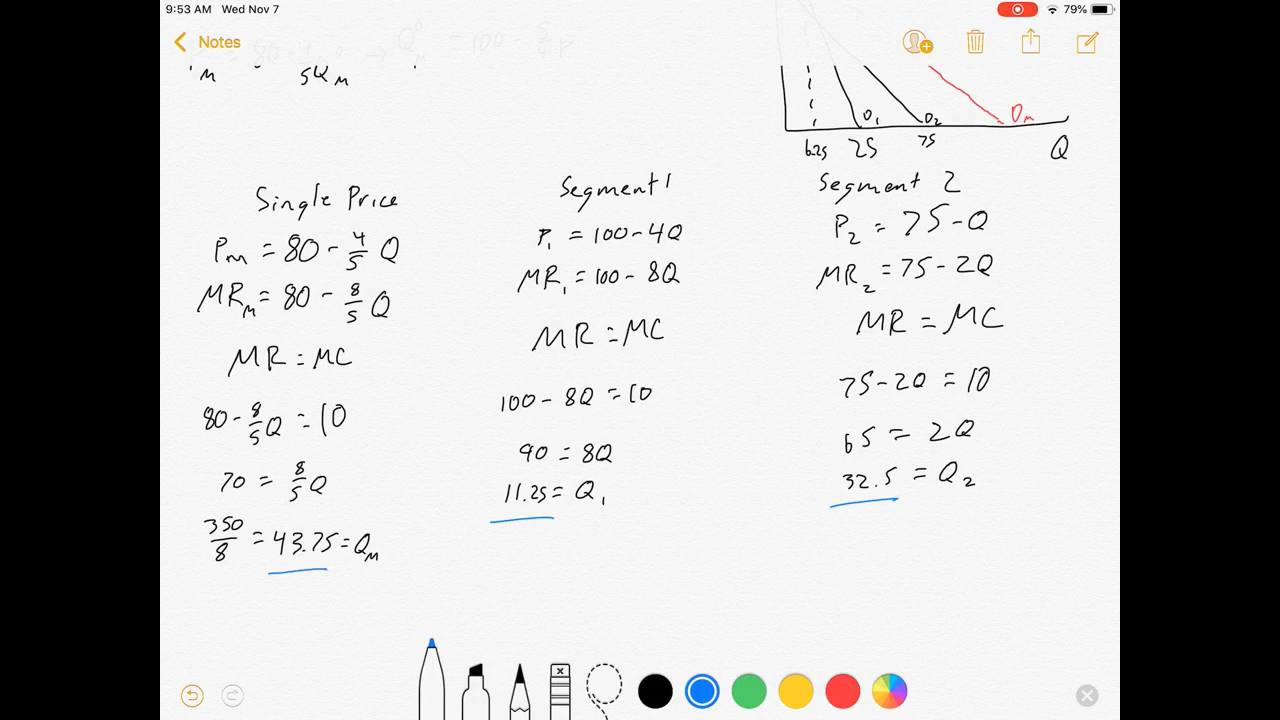 9:53 AM Wed Nov 7
79%
Notes
M 5QM
D1 D2 Dm
6.25 25 75 Q
Single Price
Pm = 80 - 4/5 Q
MRM = 80 - 8/5 Q
MR = MC
80 - 8/5 Q = 10
70 = 8/5 Q
350/8 = 43.75 = QM
Segment 1
P1 = 100 - 4Q
MR1 = 100 - 8Q
MR = MC
100 - 8Q = 10
90 = 8Q
11.25 = Q1
Segment 2
P2 = 75 - Q
MR2 = 75 - 2Q
MR = MC
75 - 2Q = 10
65 = 2Q
32.5 = Q2